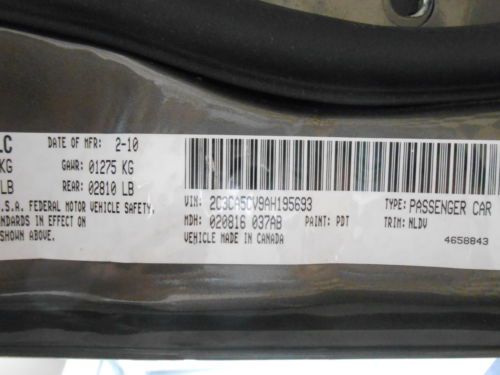 LC DATE OF MFR: 2-10
KG GAWR: 01275 KG
LB REAR: 02810 LB
.S.A. FEDERAL MOTOR VEHICLE SAFETY,
TANDARDS IN EFFECT ON
SHOWN ABOVE.
VIN: 2C3CA5CV9AH195693 TYPE: PASSENGER CAR
MDH: 020816 037AB PAINT: PDT TRIM: NLDV
VEHICLE MADE IN CANADA 4658843